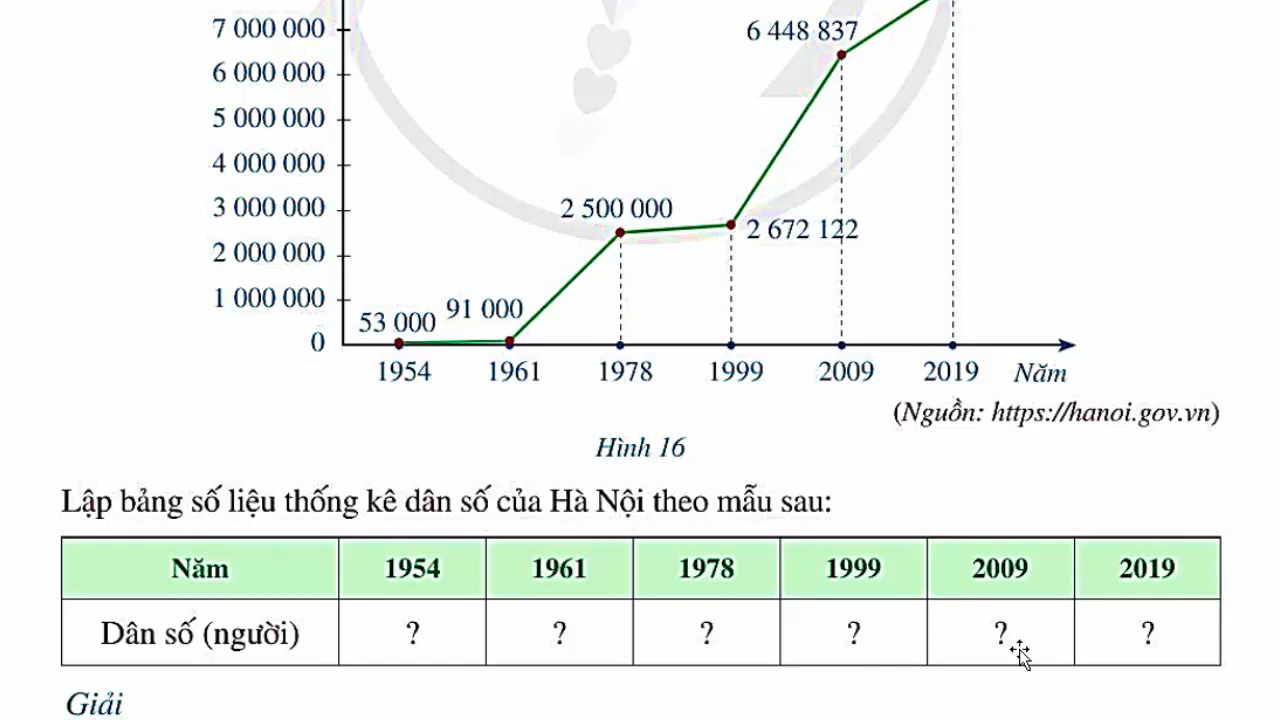 7 000 000
6 448 837
6 000 000
5 000 000
4 000 000
3 000 000
2 500 000
2 672 122
2 000 000
1 000 000
53 000
91 000
0
1954 1961 1978 1999 2009 2019 Năm
(Nguồn: https://hanoi.gov.vn)
Hình 16
Lập bảng số liệu thống kê dân số của Hà Nội theo mẫu sau:
Năm 1954 1961 1978 1999 2009 2019
Dân số (người) ? ? ? ? ? ?
Giải